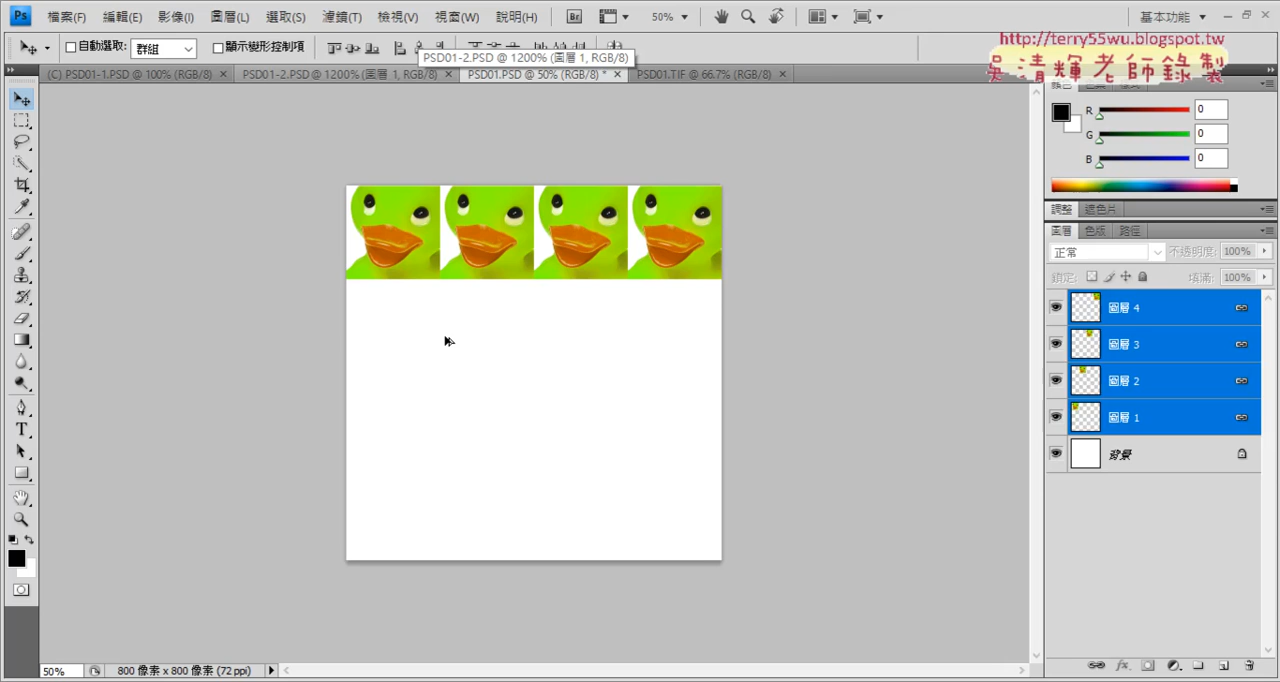 Ps 檔案(F) 編輯(E) 影像(I) 圖層(L) 選取(S) 濾鏡(T) 檢視(V) 視窗(W) 說明(H) Br 50% 基本功能
http://terry55wu.blogspot.tw
自動選取: 群組 顯示變形控制項
PSD01-2.PSD @ 1200% (圖層 1, RGB/8)
吳清輝老師錄製
(C) PSD01-1.PSD @ 100% (RGB/8) PSD01-2.PSD @ 1200% (圖層 1, RGB/8) PSD01.PSD @ 50% (RGB/8) * PSD01.TIF @ 66.7% (RGB/8)
R 0
G 0
B 0
調整 遮色片
圖層 色版 路徑
正常 不透明度: 100%
鎖定: 填滿: 100%
圖層 4
圖層 3
圖層 2
圖層 1
背景
T
50% 800 像素 x 800 像素 (72 ppi)